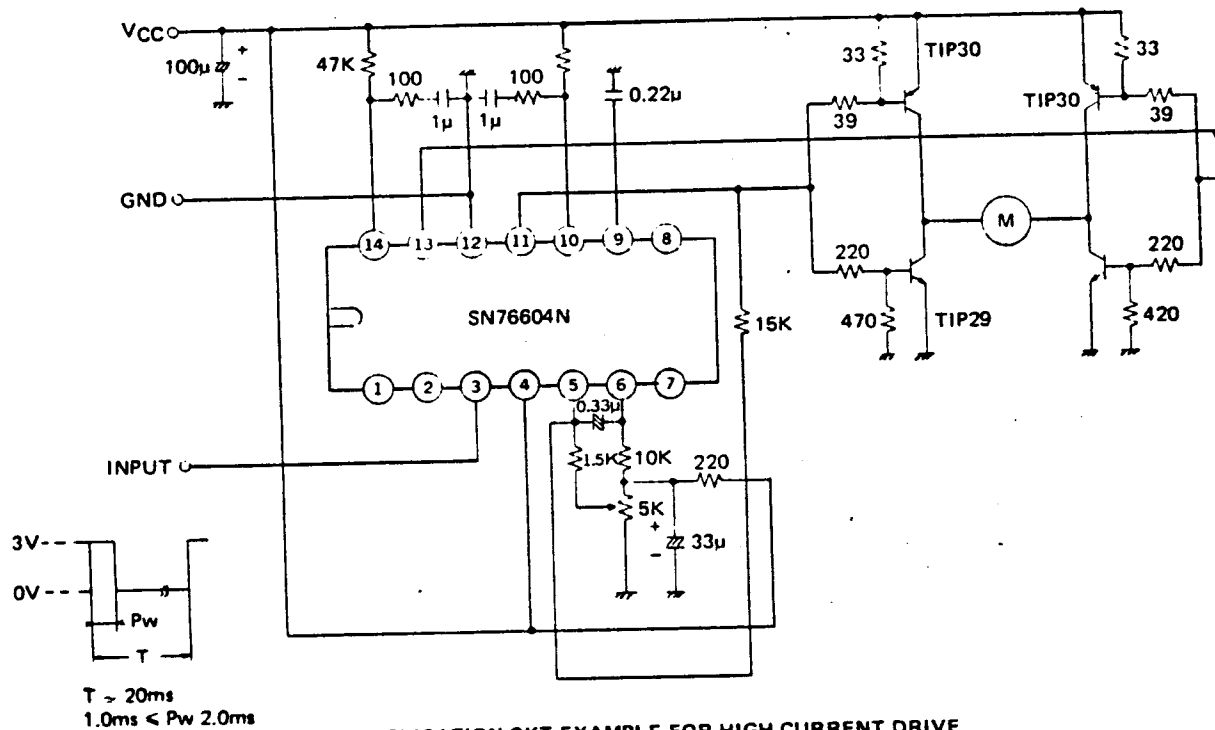 VCC
100µ
+
-
47K
100
100
1µ
1µ
0.22µ
33
TIP30
TIP30
33
39
39
GND
14
13
12
11
10
9
8
M
SN76604N
220
220
470
TIP29
420
15K
1
2
3
4
5
6
7
0.33µ
INPUT
1.5K
10K
220
5K
+
-
33µ
3V---
0V---
Pw
T
T ≃ 20ms
1.0ms ≤ Pw 2.0ms
CKT EXAMPLE FOR HIGH CURRENT DRIVE